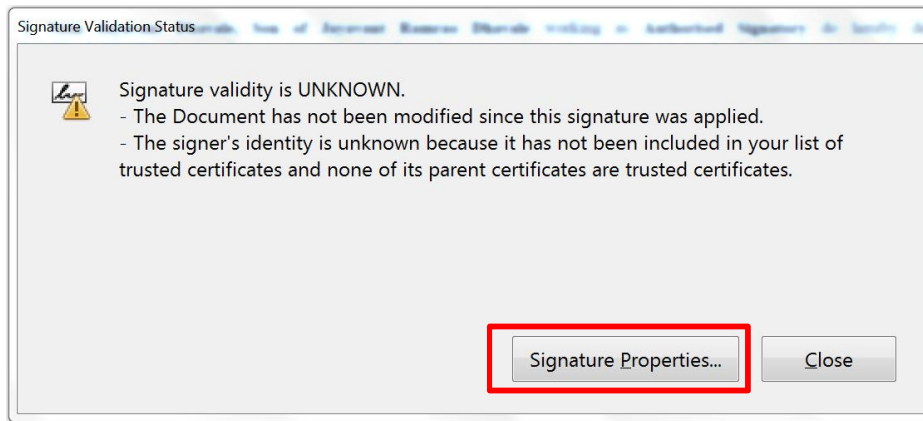 Signature Validation Status
Signature validity is UNKNOWN.
- The Document has not been modified since this signature was applied.
- The signer's identity is unknown because it has not been included in your list of
trusted certificates and none of its parent certificates are trusted certificates.
Signature Properties...
Close